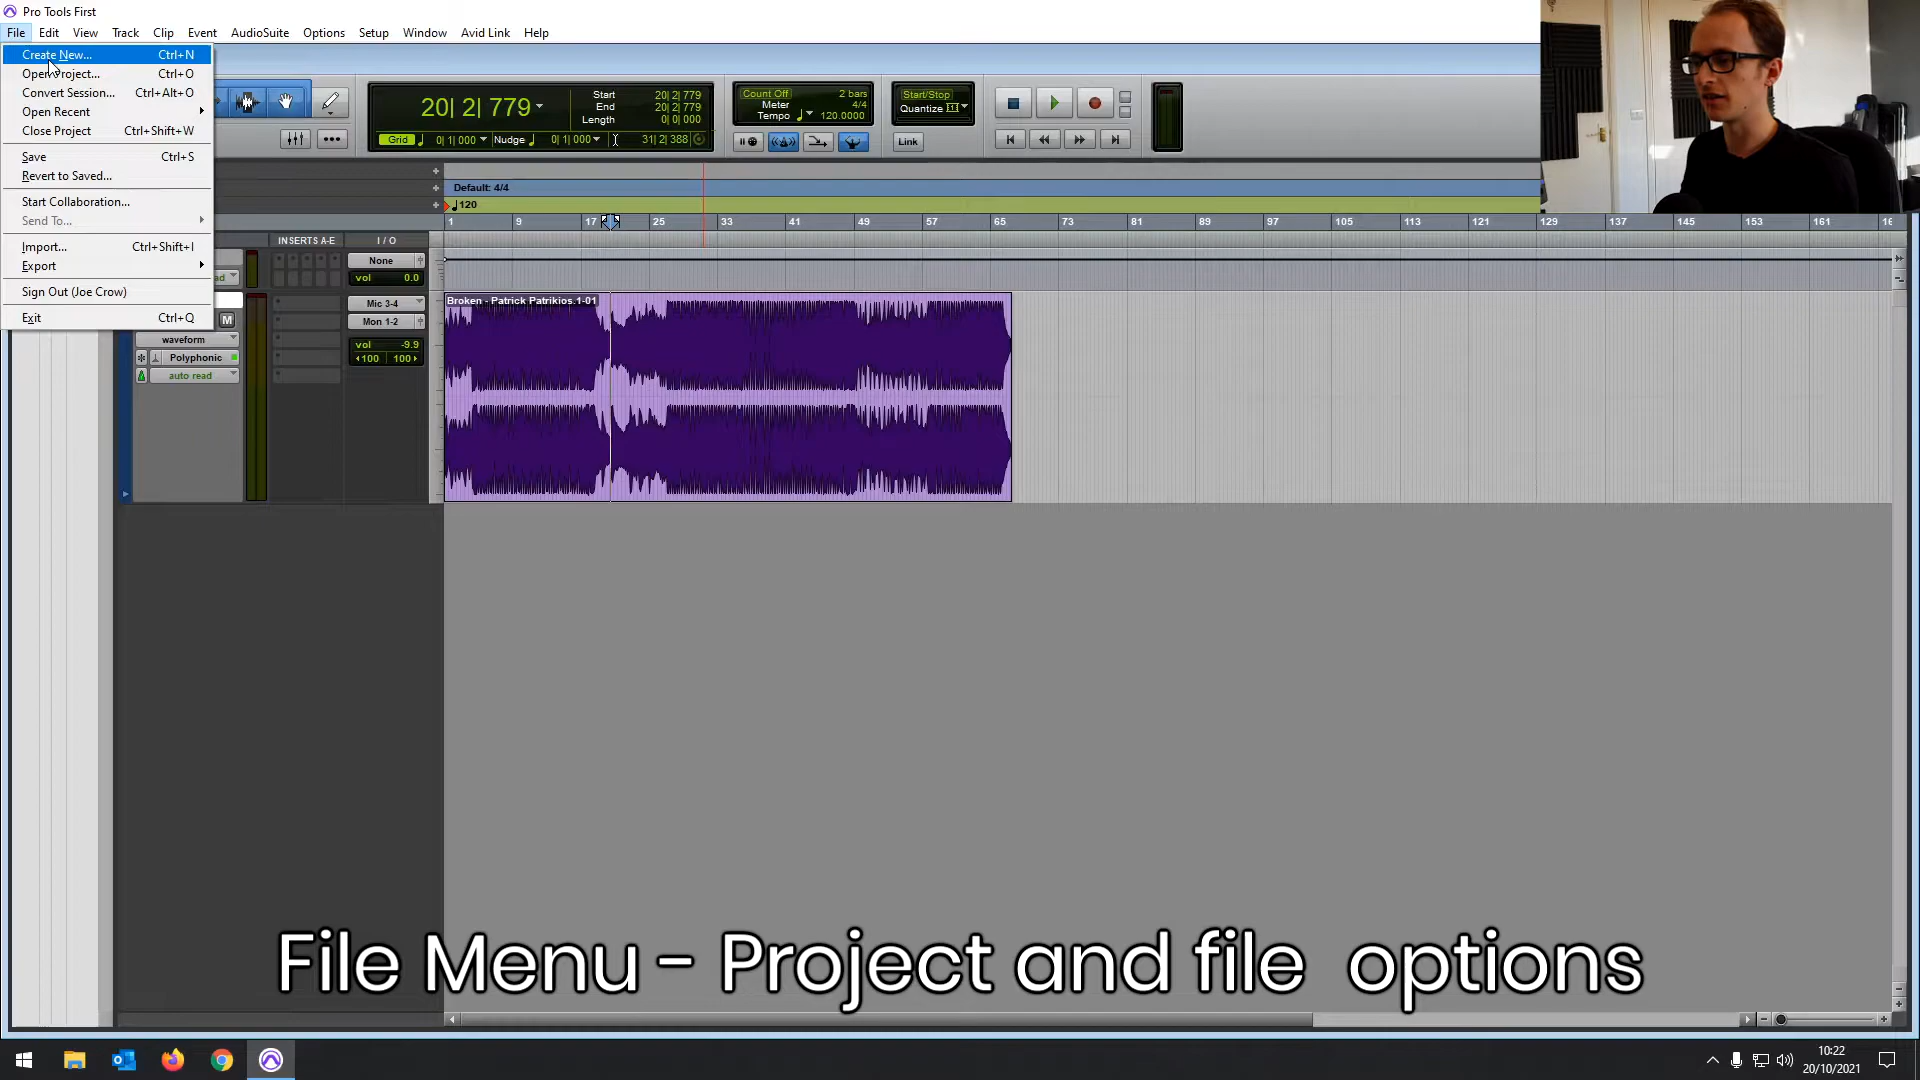 Pro Tools First
File Edit View Track Clip Event AudioSuite Options Setup Window Avid Link Help
Create New... Ctrl+N
Open Project... Ctrl+O
Convert Session... Ctrl+Alt+O
Open Recent
Close Project Ctrl+Shift+W
Save Ctrl+S
Revert to Saved...
Start Collaboration...
Send To...
Import... Ctrl+Shift+I
Export
Sign Out (Joe Crow)
Exit Ctrl+Q
20| 2| 779
Start 20| 2| 779
End 20| 2| 779
Length 0| 0| 000
Grid 0| 1| 000 Nudge 0| 1| 000 31| 2| 388
Count Off 2 bars
Meter 4/4
Tempo 120.0000
Start/Stop
Quantize
Link
Default: 4/4
120
1 9 17 25 33 41 49 57 65 73 81 89 97 105 113 121 129 137 145 153 161 16
INSERTS A-E I / O
None
vol 0.0
ad
M
waveform
Polyphonic
auto read
Mic 3-4
Mon 1-2
vol -9.9
100 100
Broken - Patrick Patrikios.1-01
File Menu - Project and file options
10:22
20/10/2021